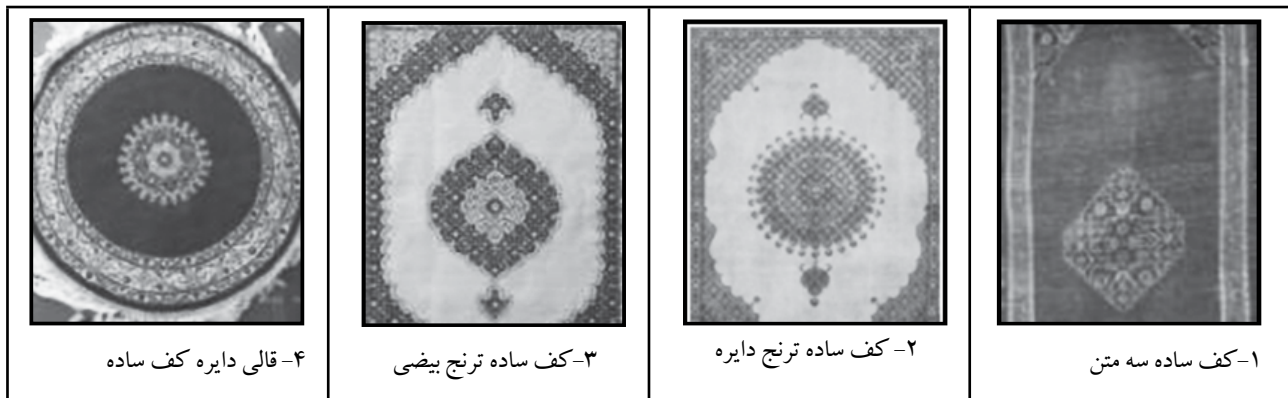 ۱-کف ساده سه متن
۲- کف ساده ترنج دایره
۳-کف ساده ترنج بیضی
۴- قالی دایره کف ساده